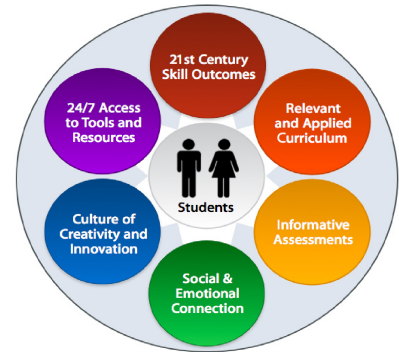 21st Century
Skill Outcomes
Relevant
and Applied
Curriculum
Informative
Assessments
Social &
Emotional
Connection
Culture of
Creativity and
Innovation
24/7 Access
to Tools and
Resources
Students